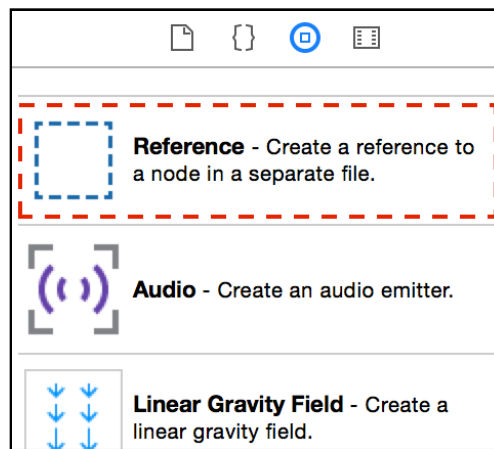 Reference - Create a reference to
a node in a separate file.
Audio - Create an audio emitter.
Linear Gravity Field - Create a
linear gravity field.